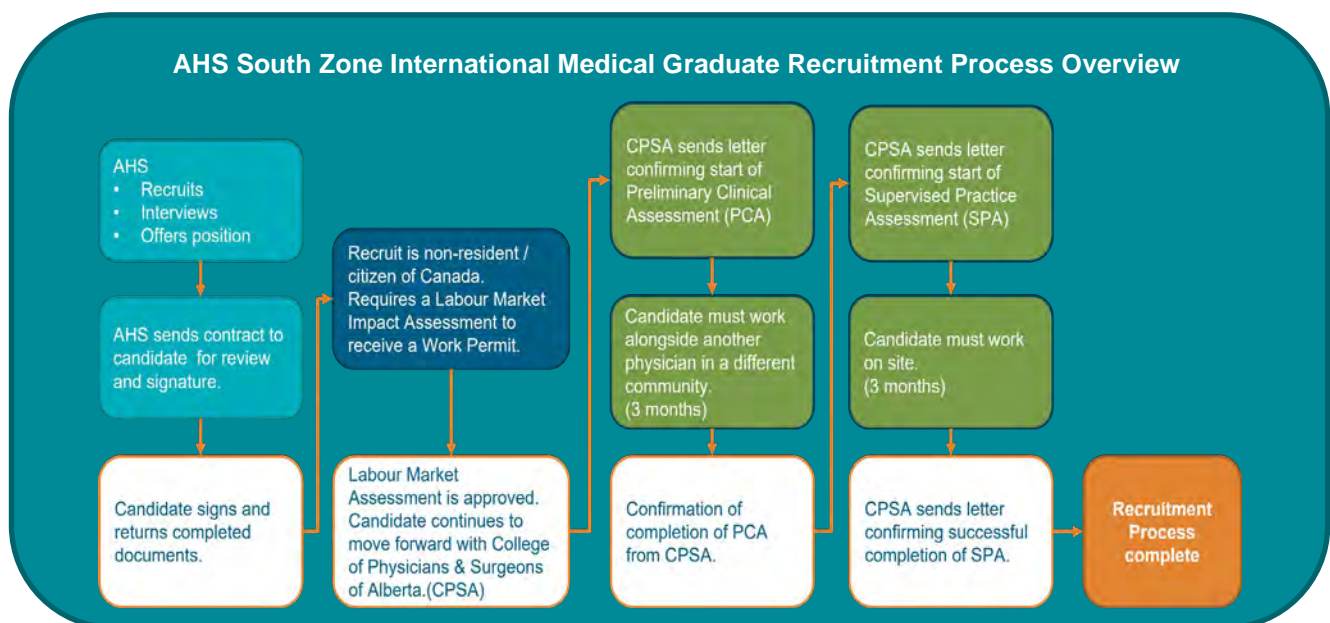 AHS South Zone International Medical Graduate Recruitment Process Overview
AHS
• Recruits
• Interviews
• Offers position
AHS sends contract to
candidate for review
and signature.
Candidate signs and
returns completed
documents.
Recruit is non-resident /
citizen of Canada.
Requires a Labour Market
Impact Assessment to
receive a Work Permit.
Labour Market
Assessment is approved.
Candidate continues to
move forward with College
of Physicians & Surgeons
of Alberta.(CPSA)
CPSA sends letter
confirming start of
Preliminary Clinical
Assessment (PCA)
Candidate must work
alongside another
physician in a different
community.
(3 months)
Confirmation of
completion of PCA
from CPSA.
CPSA sends letter
confirming start of
Supervised Practice
Assessment (SPA)
Candidate must work
on site.
(3 months)
CPSA sends letter
confirming successful
completion of SPA.
Recruitment
Process
complete